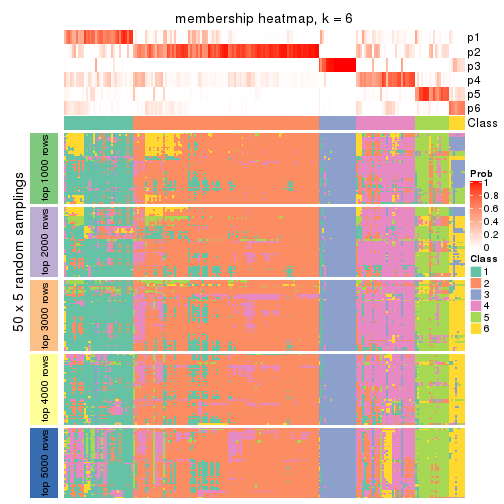 membership heatmap, k = 6
p1
p2
p3
p4
p5
p6
Class
50 x 5 random samplings
top 1000 rows
top 2000 rows
top 3000 rows
top 4000 rows
top 5000 rows
Prob
1
0.8
0.6
0.4
0.2
0
Class
1
2
3
4
5
6